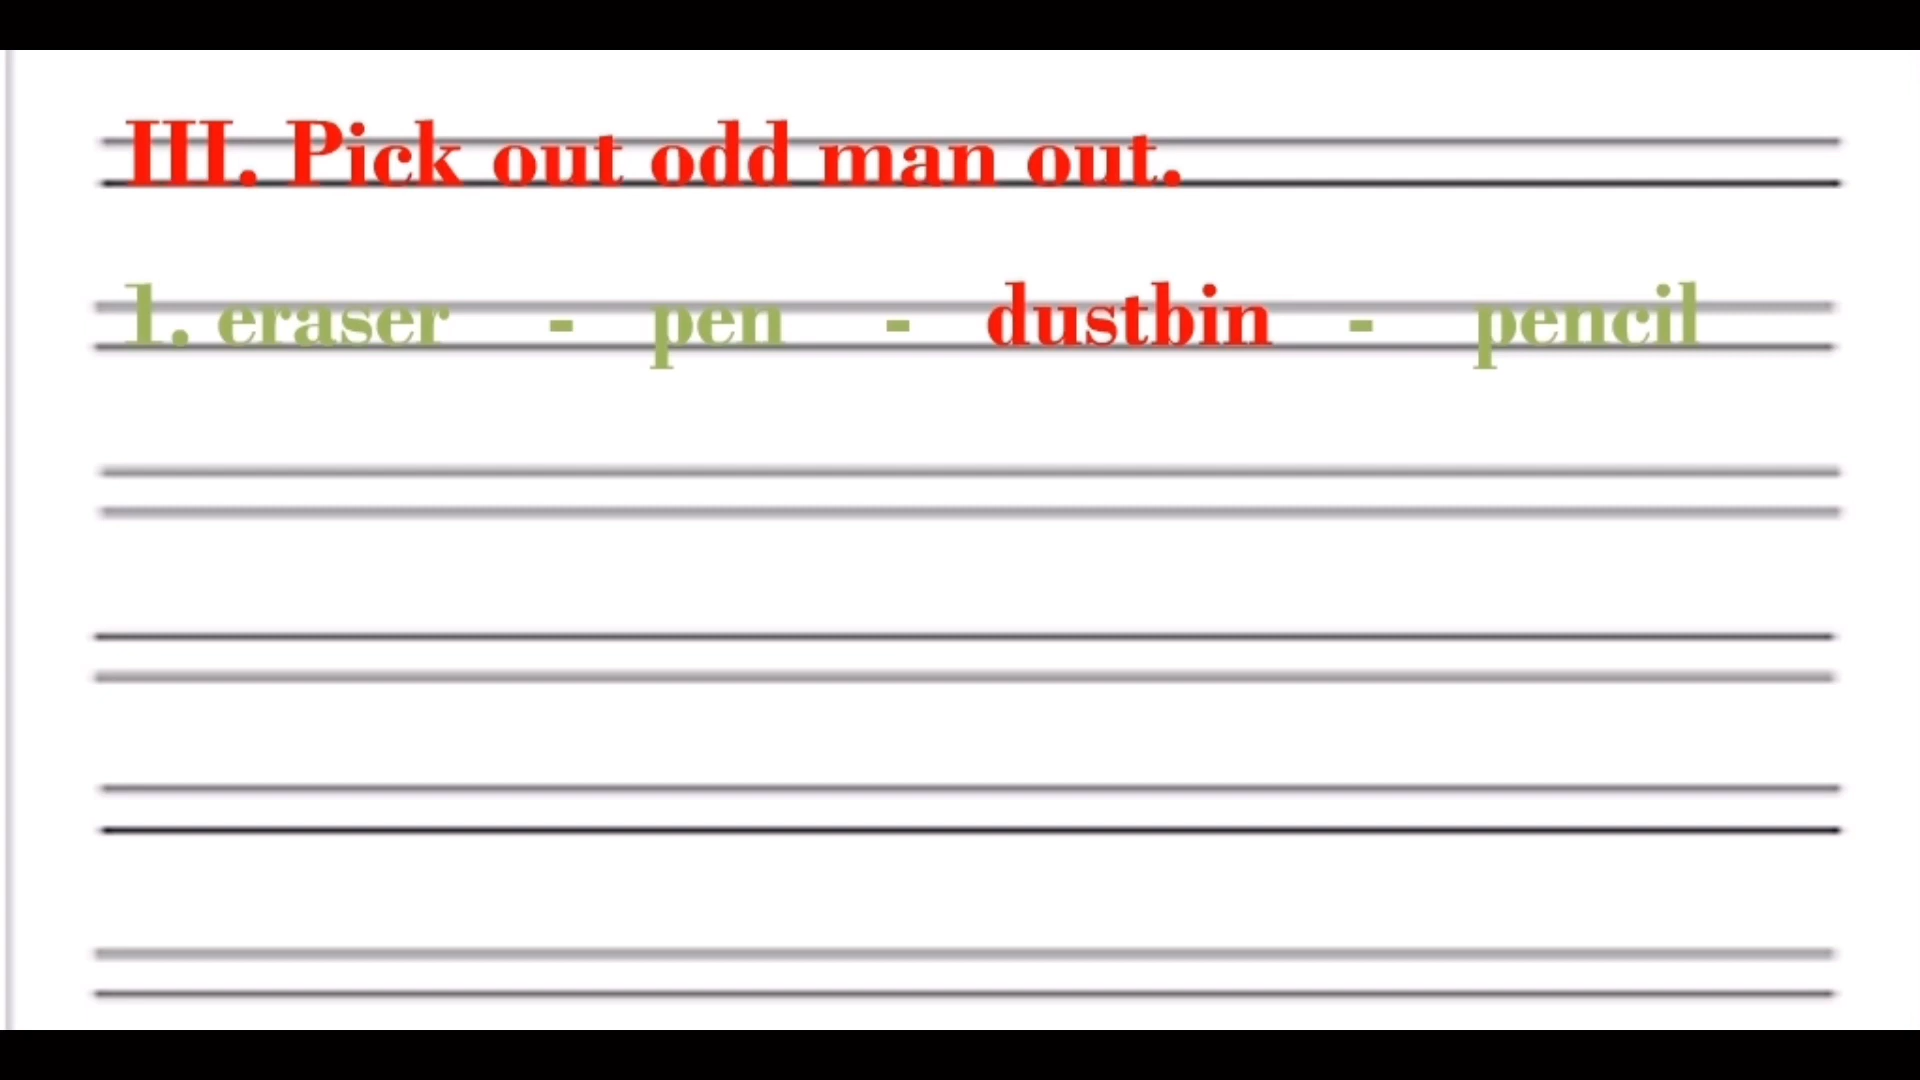 III. Pick out odd man out.
1. eraser - pen - dustbin - pencil